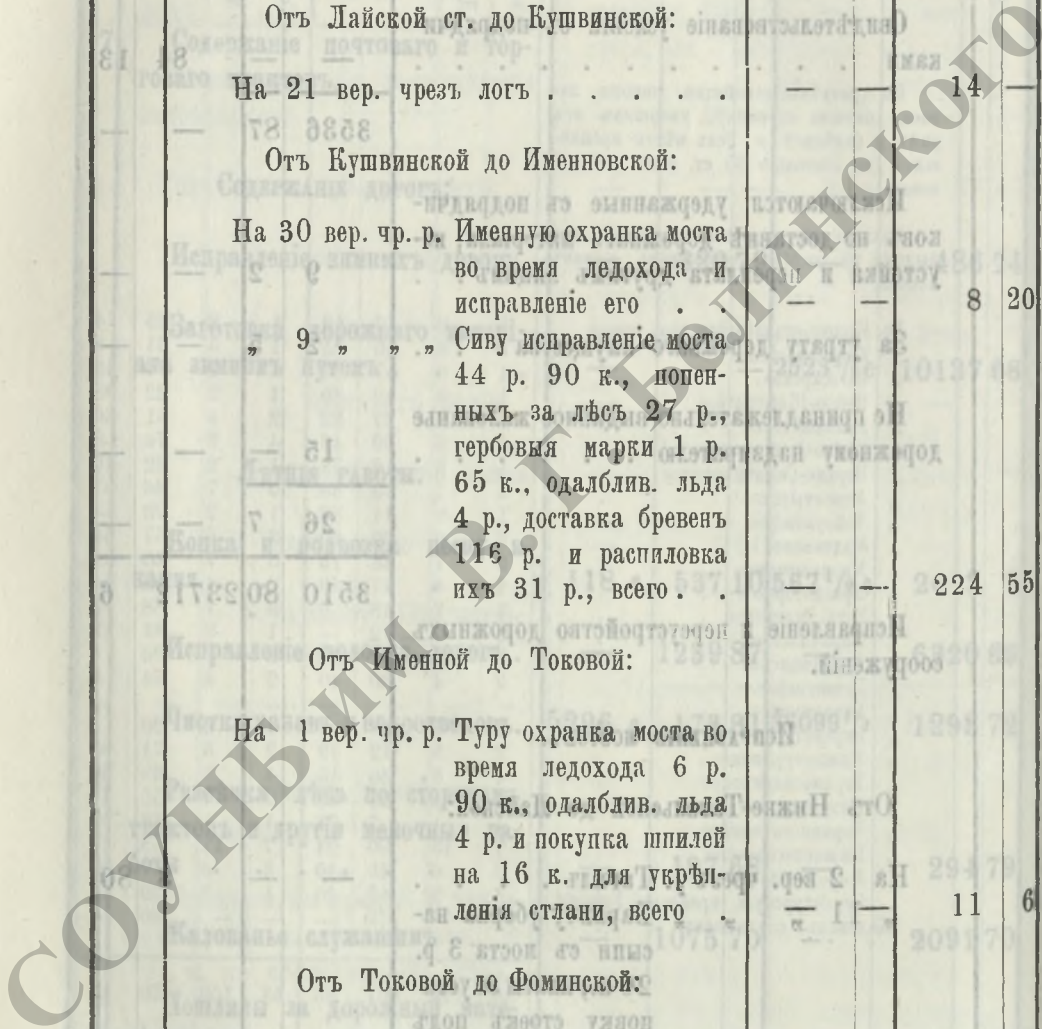 Отъ Лайской ст. до Кушвинской:
На 21 вер. чрезъ логъ . . . . . — — 14 —
Отъ Кушвинской до Именновской:
На 30 вер. чр. р. Именную охранка моста
во время ледохода и
исправленіе его . . — — 8 20
„ 9 „ „ „ Сиву исправленіе моста
44 р. 90 к., попен-
ныхъ за лѣсъ 27 р.,
гербовыя марки 1 р.
65 к., одалблив. льда
4 р., доставка бревенъ
116 р. и распиловка
ихъ 31 р., всего . . — — 224 55
Отъ Именной до Токовой:
На 1 вер. чр. р. Туру охранка моста во
время ледохода 6 р.
90 к., одалблив. льда
4 р. и покупка шпилей
на 16 к. для укрѣп-
ленія стлани, всего . — — 11 6
Отъ Токовой до Фоминской:
СОУНБ им. В. Г. Белинского